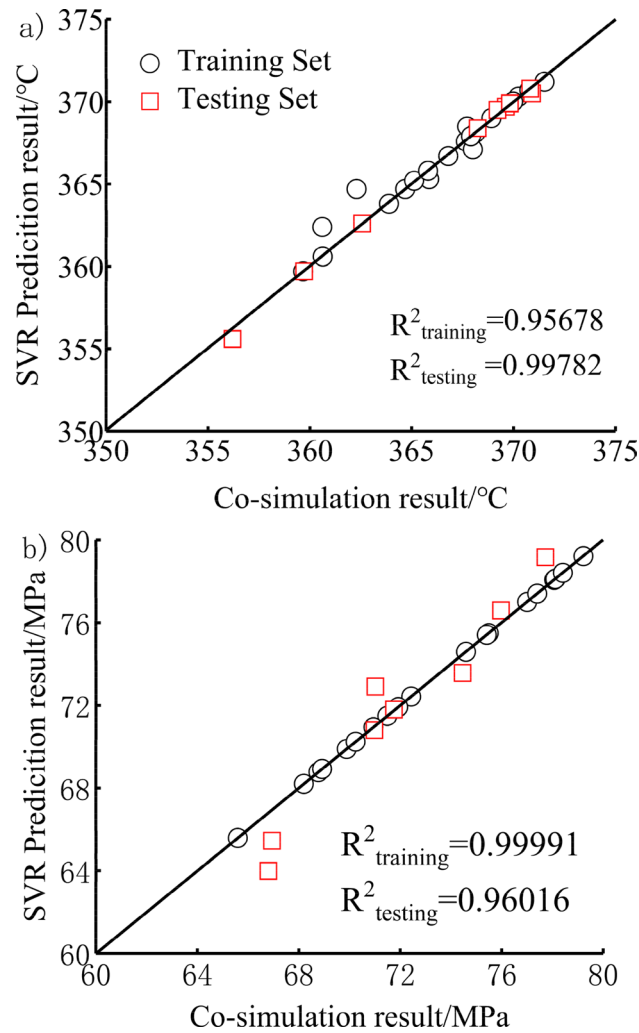 a)
375
370
365
360
355
350
SVR Predicition result/°C
Training Set
Testing Set
R²training=0.95678
R²testing=0.99782
350 355 360 365 370 375
Co-simulation result/°C
b)
80
76
72
68
64
60
SVR Predicition result/MPa
R²training=0.99991
R²testing=0.96016
60 64 68 72 76 80
Co-simulation result/MPa